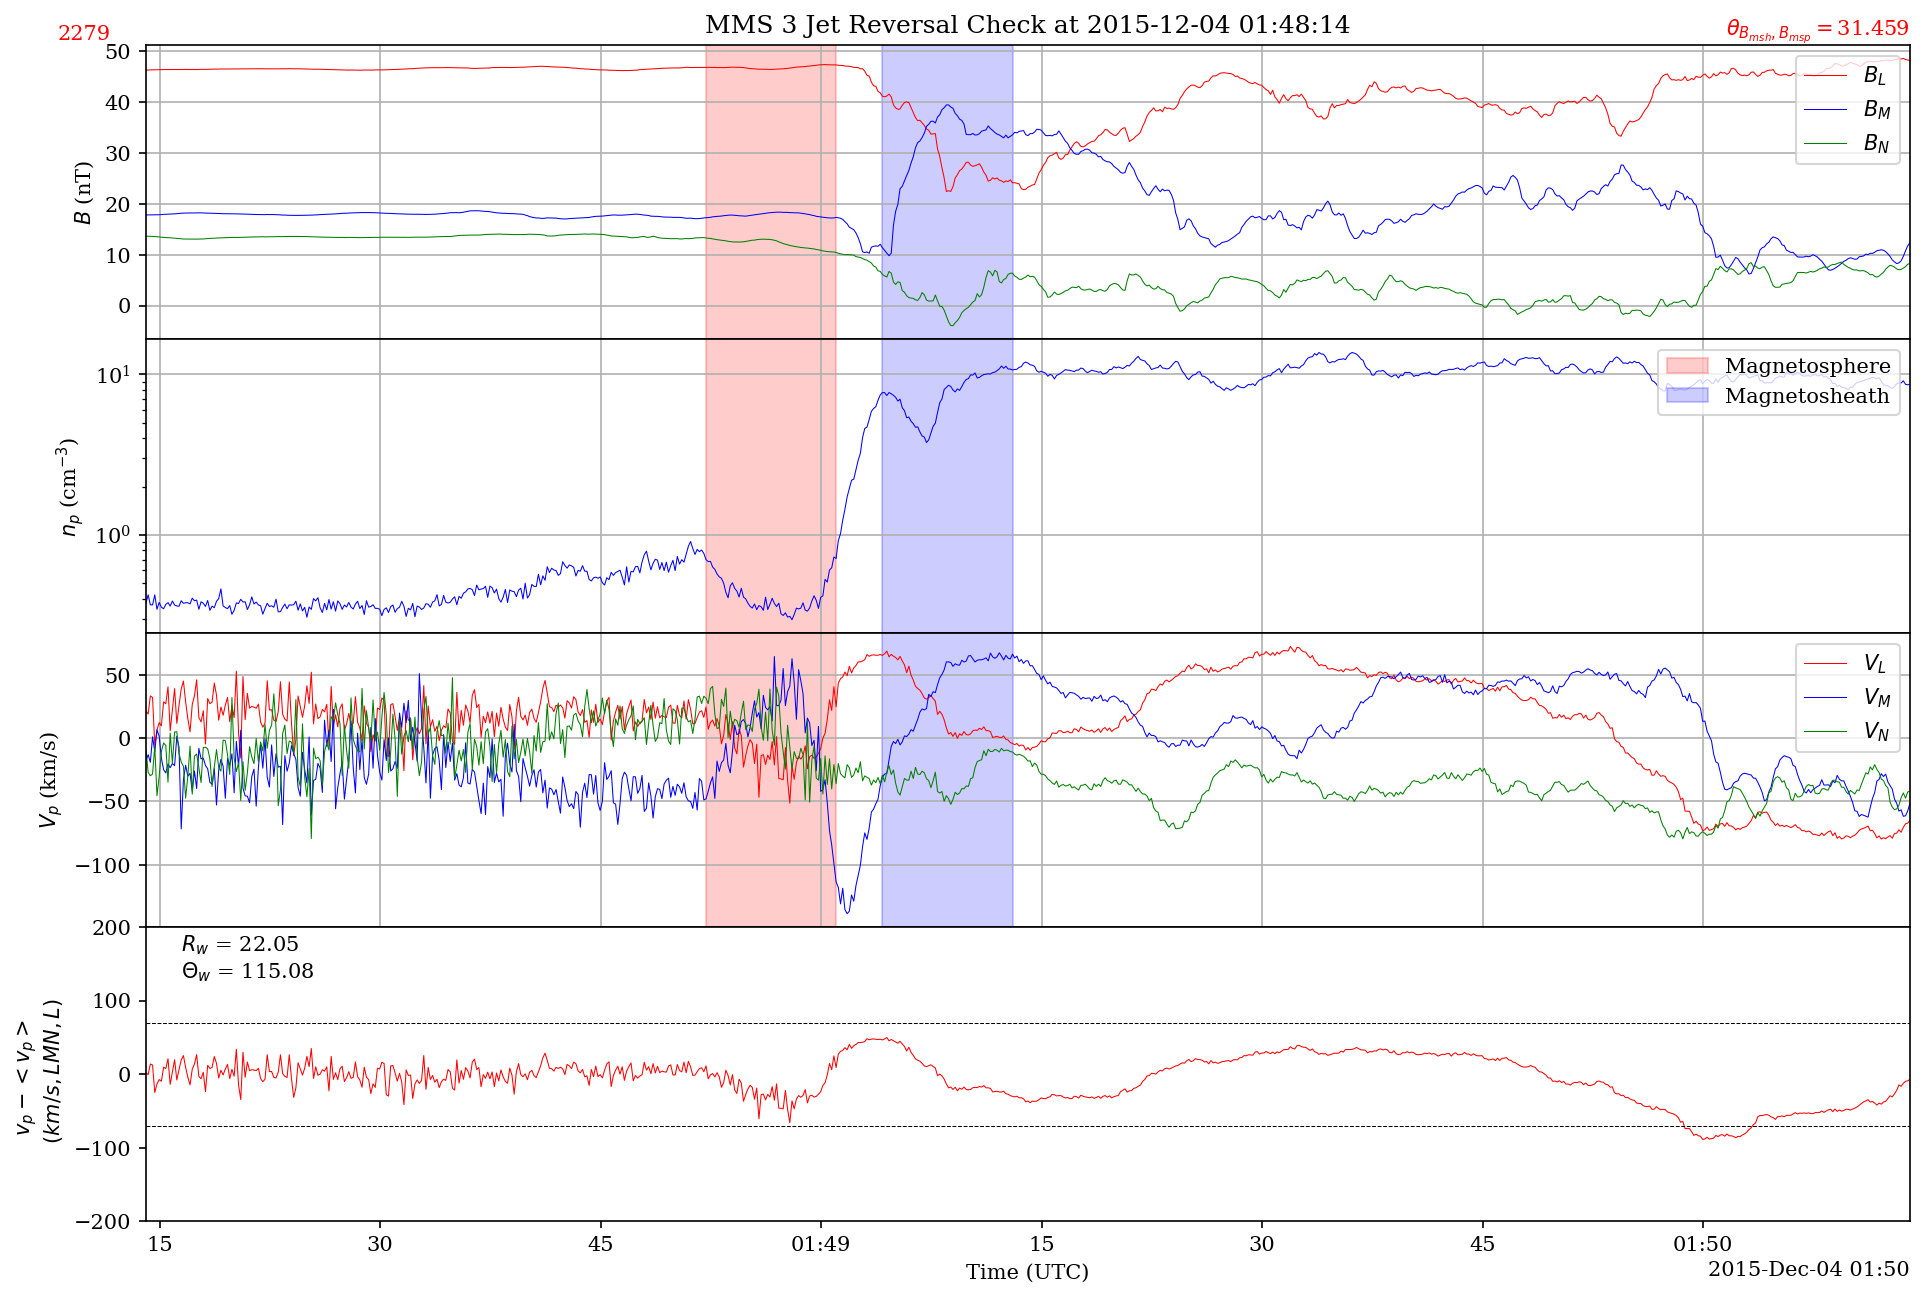 MMS 3 Jet Reversal Check at 2015-12-04 01:48:14
2279
θ_{B_{msh}, B_{msp}} = 31.459
50
40
30
20
10
0
B (nT)
B_L
B_M
B_N
10^1
10^0
n_p (cm^{−3})
Magnetosphere
Magnetosheath
50
0
−50
−100
V_p (km/s)
V_L
V_M
V_N
200
100
0
−100
−200
v_p − < v_p >
(km/s, LMN, L)
R_w = 22.05
Θ_w = 115.08
15 30 45 01:49 15 30 45 01:50
Time (UTC)
2015-Dec-04 01:50